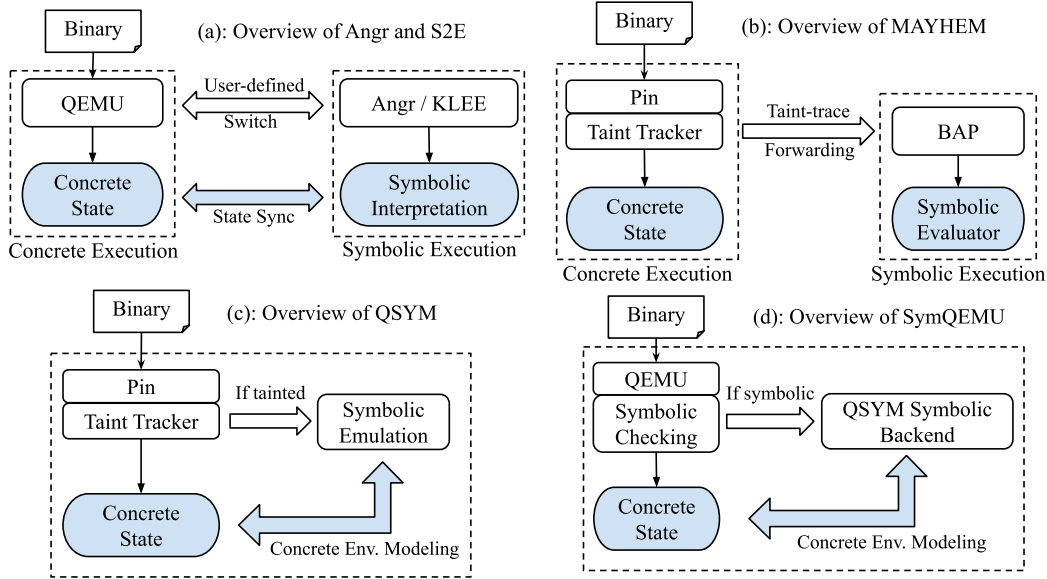 Binary
(a): Overview of Angr and S2E
QEMU
User-defined
Switch
Angr / KLEE
Concrete
State
State Sync
Symbolic
Interpretation
Concrete Execution
Symbolic Execution
Binary
(b): Overview of MAYHEM
Pin
Taint Tracker
Taint-trace
Forwarding
BAP
Concrete
State
Symbolic
Evaluator
Concrete Execution
Symbolic Execution
Binary
(c): Overview of QSYM
Pin
Taint Tracker
If tainted
Symbolic
Emulation
Concrete
State
Concrete Env. Modeling
Binary
(d): Overview of SymQEMU
QEMU
Symbolic
Checking
If symbolic
QSYM Symbolic
Backend
Concrete
State
Concrete Env. Modeling